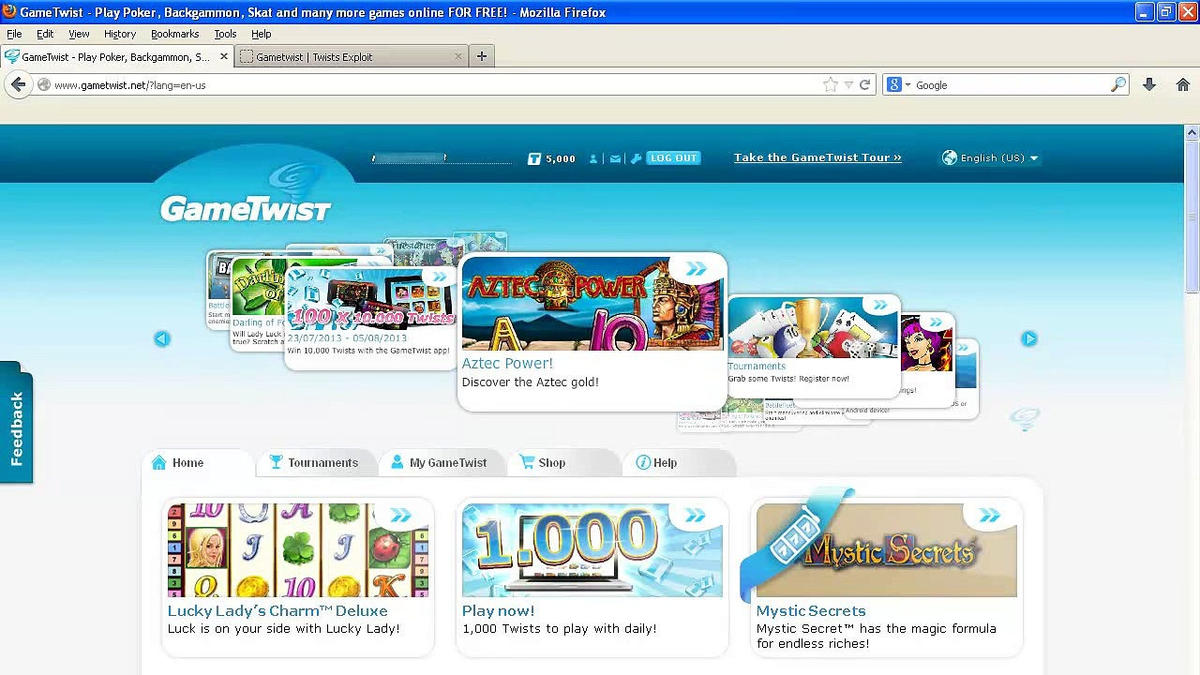 GameTwist - Play Poker, Backgammon, Skat and many more games online FOR FREE! - Mozilla Firefox
File Edit View History Bookmarks Tools Help
GameTwist - Play Poker, Backgammon, S...
Gametwist | Twists Exploit
www.gametwist.net/?lang=en-us
Google
T 5,000
LOG OUT
Take the GameTwist Tour »
English (US)
GameTwist
Firestarter
AZTEC POWER
A
10
100 X 10.000 Twists
23/07/2013 - 05/08/2013
Win 10,000 Twists with the GameTwist app!
Darling of
Will Lady Luck
true? Scratch
Aztec Power!
Discover the Aztec gold!
Tournaments
Grab some Twists! Register now!
Android device!
Feedback
Home
Tournaments
My GameTwist
Shop
Help
1.000
Mystic Secrets
777
Lucky Lady's Charm™ Deluxe
Luck is on your side with Lucky Lady!
Play now!
1,000 Twists to play with daily!
Mystic Secrets
Mystic Secret™ has the magic formula
for endless riches!